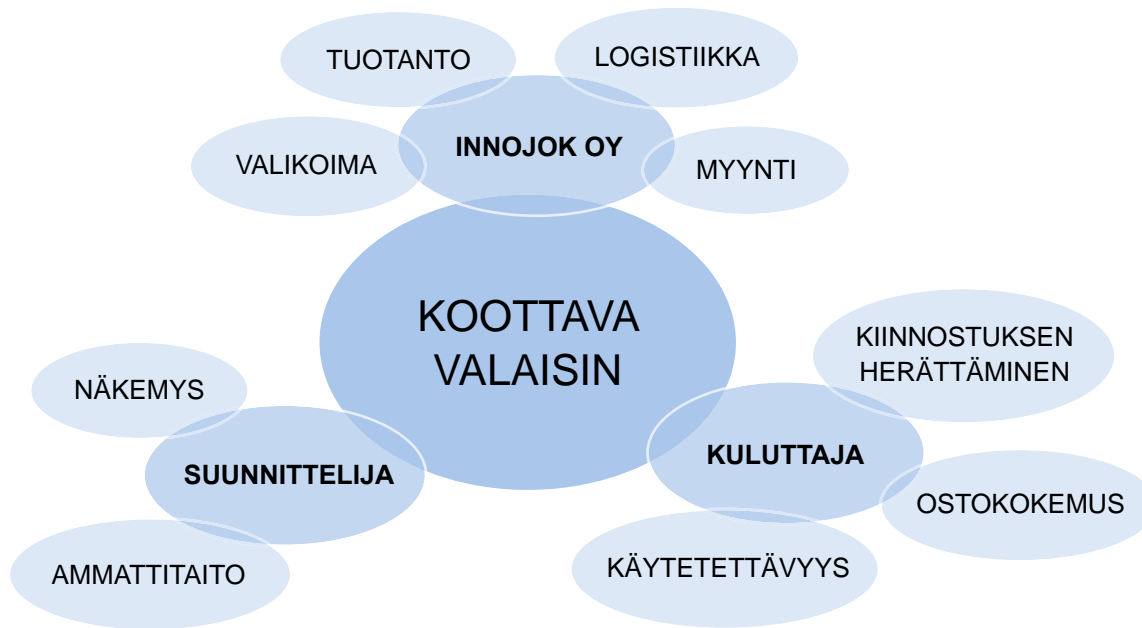 TUOTANTO
LOGISTIIKKA
INNOJOK OY
VALIKOIMA
MYYNTI
KOOTTAVA
VALAISIN
KIINNOSTUKSEN
HERÄTTÄMINEN
NÄKEMYS
SUUNNITTELIJA
KULUTTAJA
OSTOKOKEMUS
AMMATTITAITO
KÄYTETETTÄVYYS